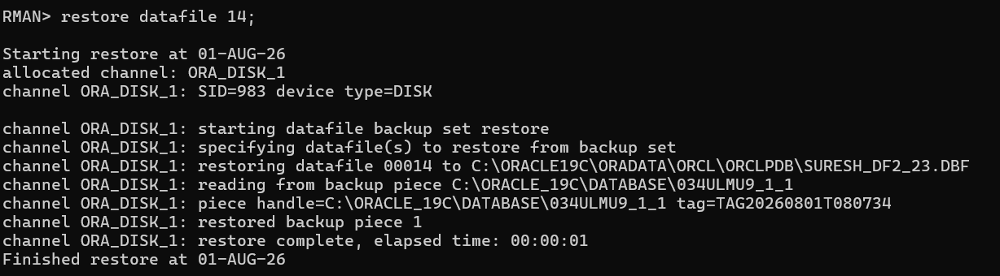 RMAN> restore datafile 14;
Starting restore at 01-AUG-26
allocated channel: ORA_DISK_1
channel ORA_DISK_1: SID=983 device type=DISK
channel ORA_DISK_1: starting datafile backup set restore
channel ORA_DISK_1: specifying datafile(s) to restore from backup set
channel ORA_DISK_1: restoring datafile 00014 to C:\ORACLE19C\ORADATA\ORCL\ORCLPDB\SURESH_DF2_23.DBF
channel ORA_DISK_1: reading from backup piece C:\ORACLE_19C\DATABASE\034ULMU9_1_1
channel ORA_DISK_1: piece handle=C:\ORACLE_19C\DATABASE\034ULMU9_1_1 tag=TAG20260801T080734
channel ORA_DISK_1: restored backup piece 1
channel ORA_DISK_1: restore complete, elapsed time: 00:00:01
Finished restore at 01-AUG-26